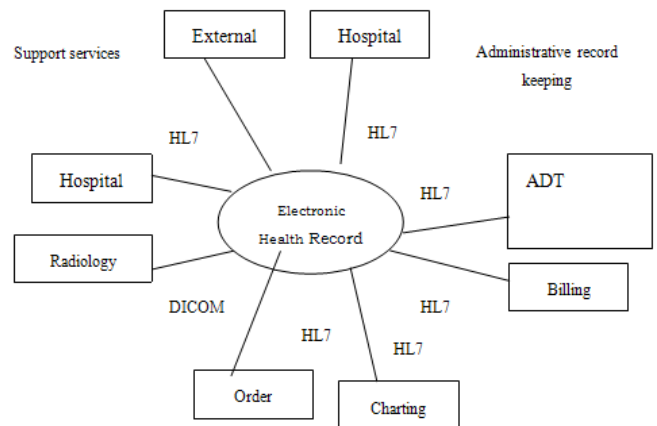 External
Hospital
Support services
Administrative record
keeping
HL7
HL7
Hospital
HL7
ADT
Electronic
Health Record
Radiology
Billing
DICOM
HL7
HL7
HL7
Order
Charting